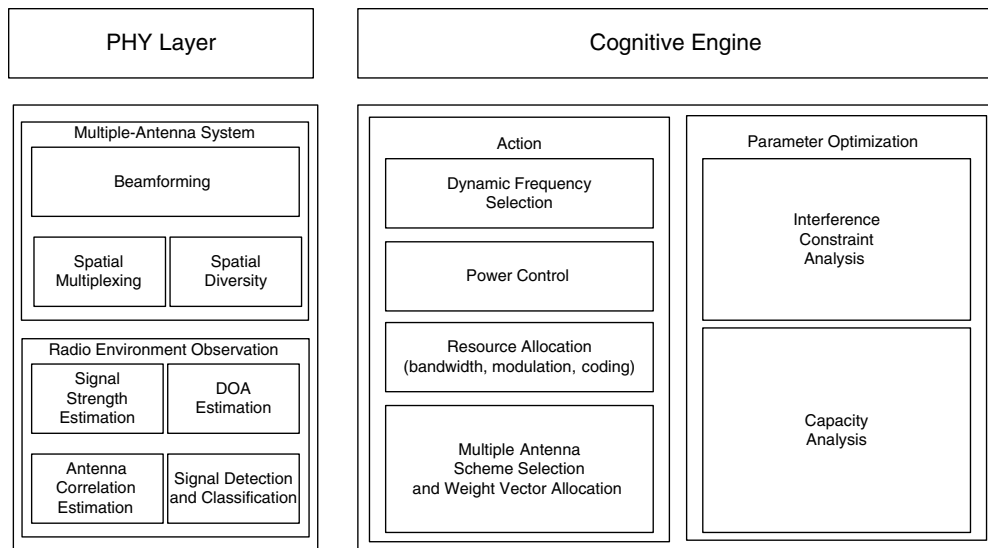 PHY Layer
Cognitive Engine
Multiple-Antenna System
Beamforming
Spatial
Multiplexing
Spatial
Diversity
Radio Environment Observation
Signal
Strength
Estimation
DOA
Estimation
Antenna
Correlation
Estimation
Signal Detection
and Classification
Action
Dynamic Frequency
Selection
Power Control
Resource Allocation
(bandwidth, modulation, coding)
Multiple Antenna
Scheme Selection
and Weight Vector Allocation
Parameter Optimization
Interference
Constraint
Analysis
Capacity
Analysis